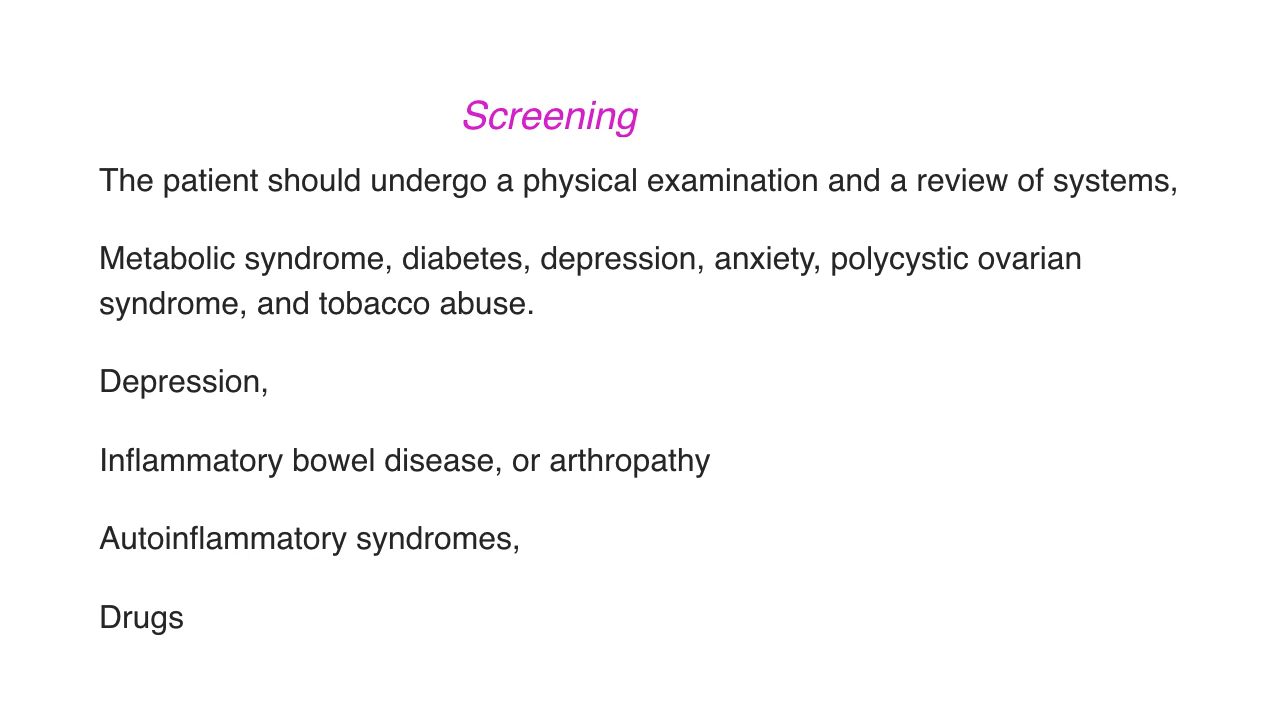 Screening
The patient should undergo a physical examination and a review of systems,
Metabolic syndrome, diabetes, depression, anxiety, polycystic ovarian
syndrome, and tobacco abuse.
Depression,
Inflammatory bowel disease, or arthropathy
Autoinflammatory syndromes,
Drugs